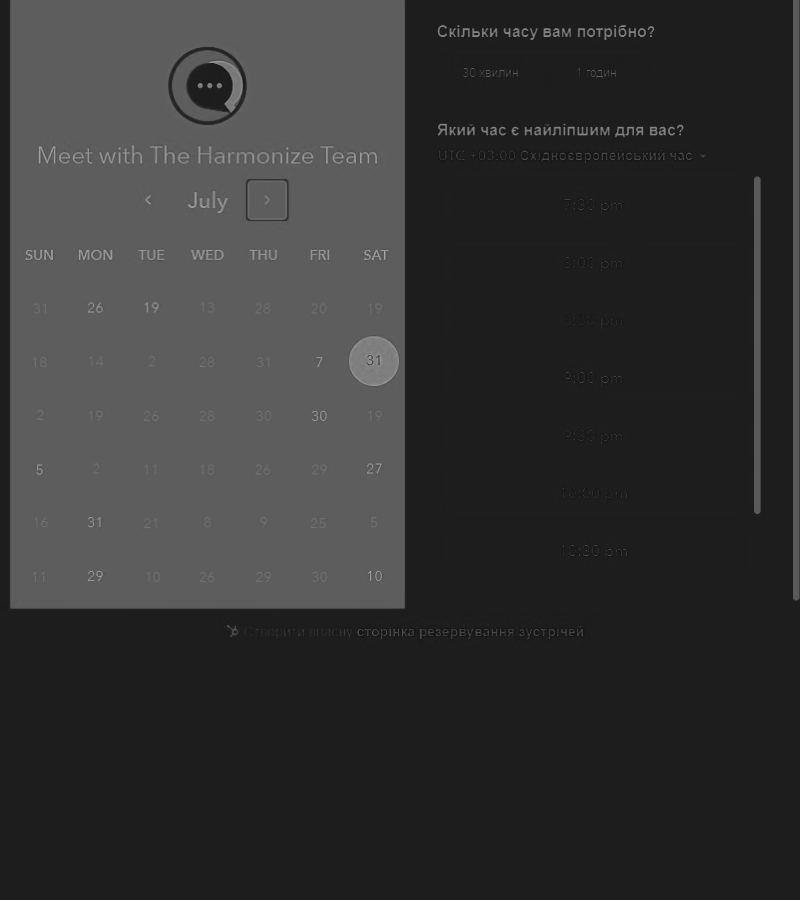 Meet with The Harmonize Team
July
SUN MON TUE WED THU FRI SAT
31 26 19 13 28 20 19
18 14 2 28 31 7 31
2 19 26 28 30 30 19
5 2 11 18 26 29 27
16 31 21 8 9 25 5
11 29 10 26 29 30 10
Скільки часу вам потрібно?
30 хвилин 1 годин
Який час є найліпшим для вас?
UTC +03:00 Східноєвропейський час
7:30 pm
8:00 pm
9:00 pm
9:30 pm
10:00 pm
10:30 pm
Створити власну сторінка резервування зустрічей